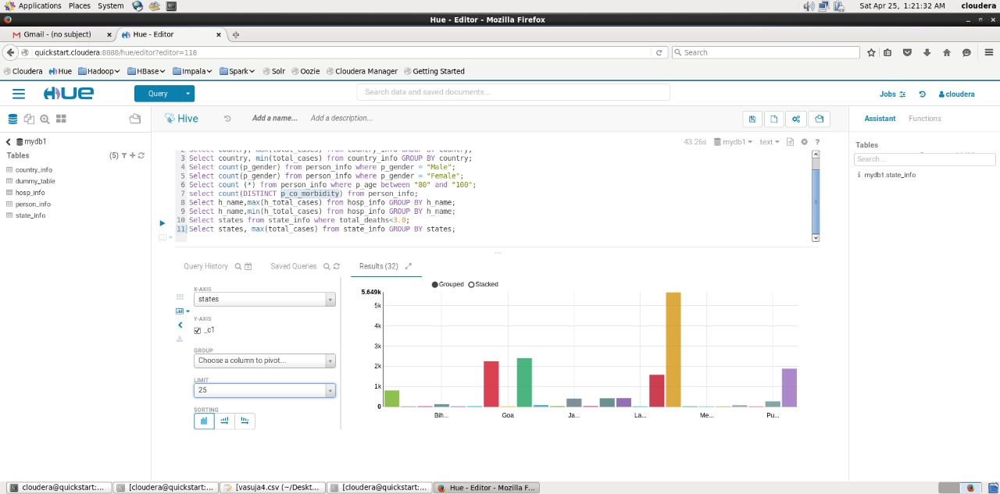 Applications Places System Sat Apr 25, 1:21:32 AM cloudera
Hue - Editor - Mozilla Firefox
Gmail - (no subject) Hue - Editor
quickstart.cloudera:8888/hue/editor?editor=118 Search
Cloudera Hue Hadoop HBase Impala Spark Solr Oozie Cloudera Manager Getting Started
HUE Query Search data and saved documents... Jobs cloudera
Hive Add a name... Add a description... Assistant Functions
mydb1 43.26s mydb1 text ?
Tables (5) Tables
Search...
country_info
dummy_table mydb1.state_info
hosp_info
person_info
state_info
2 Select country, max(total_cases) from country_info GROUP BY country;
3 Select country, min(total_cases) from country_info GROUP BY country;
4 Select count(p_gender) from person_info where p_gender = "Male";
5 Select count(p_gender) from person_info where p_gender = "Female";
6 Select count (*) from person_info where p_age between "80" and "100";
7 Select count(DISTINCT p_co_morbidity) from person_info;
8 Select h_name,max(h_total_cases) from hosp_info GROUP BY h_name;
9 Select h_name,min(h_total_cases) from hosp_info GROUP BY h_name;
10 Select states from state_info where total_deaths<3.0;
11 Select states, max(total_cases) from state_info GROUP BY states;
Query History Saved Queries Results (32)
X-AXIS
states
Y-AXIS
_c1
GROUP
Choose a column to pivot...
LIMIT
25
SORTING
Grouped Stacked
5.649k
5k
4k
3k
2k
1k
0
Bih... Goa Ja... La... Me... Pu...
cloudera@quickstart:... [cloudera@quickstart:... [vasuja4.csv (~/Deskt... [cloudera@quickstart:... Hue - Editor - Mozilla F...